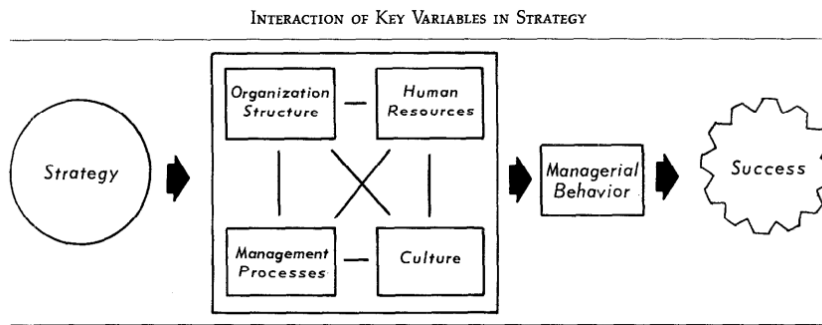 INTERACTION OF KEY VARIABLES IN STRATEGY
Strategy
Organization
Structure
Human
Resources
Management
Processes
Culture
Managerial
Behavior
Success